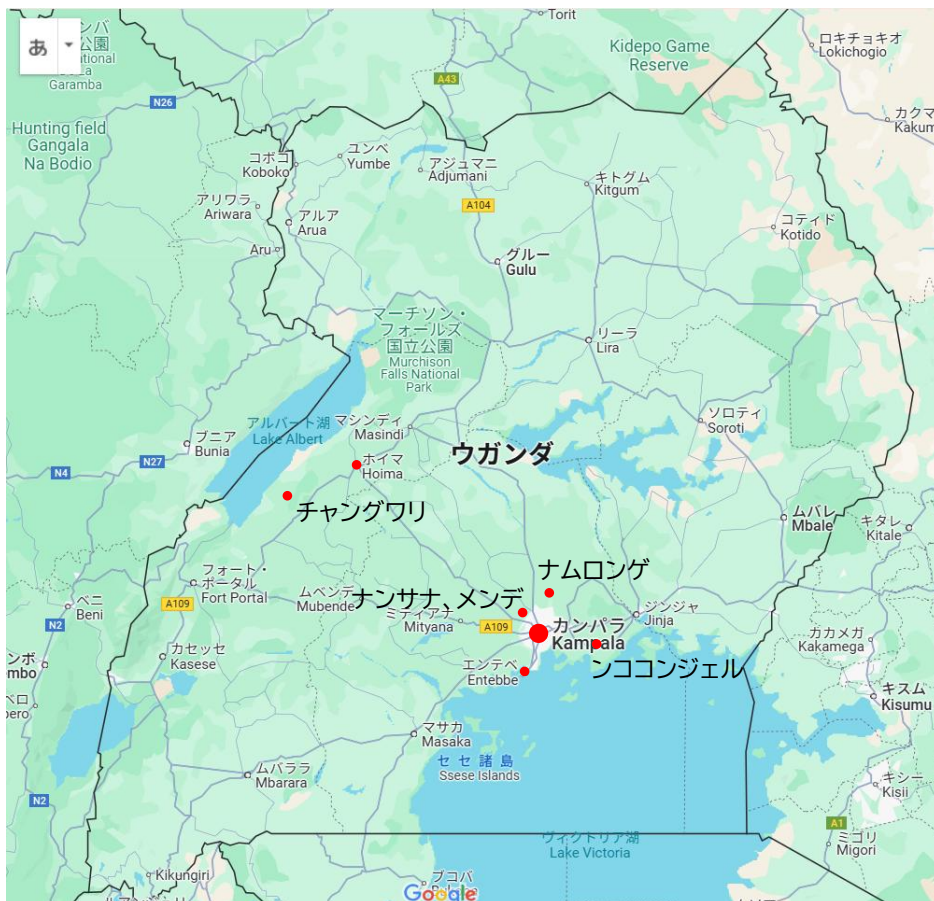 Torit
あ
ンバ
公園
Garamba
Kidepo Game
Reserve
ロキチョキオ
Lokichogio
A43
N26
カクマ
Kakum
Hunting field
Gangala
Na Bodio
コボコ
Koboko
ユンベ
Yumbe
アジュマニ
Adjumani
キトグム
Kitgum
アリワラ
Ariwara
A104
アルア
Arua
コティド
Kotido
Aru
グルー
Gulu
マーチソン・
フォールズ
国立公園
Murchison
Falls National
Park
リーラ
Lira
アルバート湖
Lake Albert
マシンディ
Masindi
ソロティ
Soroti
ブニア
Bunia
ウガンダ
N4
N27
ホイマ
Hoima
チャングワリ
ムバレ
Mbale
キタレ
Kitale
フォート・
ポータル
Fort Portal
ナムロンゲ
ベニ
Beni
A109
ムベンデ
Mubende
ナンサナ、メンデ
ミティアナ
Mityana
A109
カンパラ
Kampala
ジンジャ
Jinja
N2
カカメガ
Kakamega
カセッセ
Kasese
ンボ
mbo
エンテベ
Entebbe
ンココンジェル
ベロ
pero
キスム
Kisumu
マサカ
Masaka
セセ諸島
Ssese Islands
ムバララ
Mbarara
キシー
Kisii
N2
A1
ヴィクトリア湖
Lake Victoria
ミゴリ
Migori
Kikungiri
ブコバ
Google